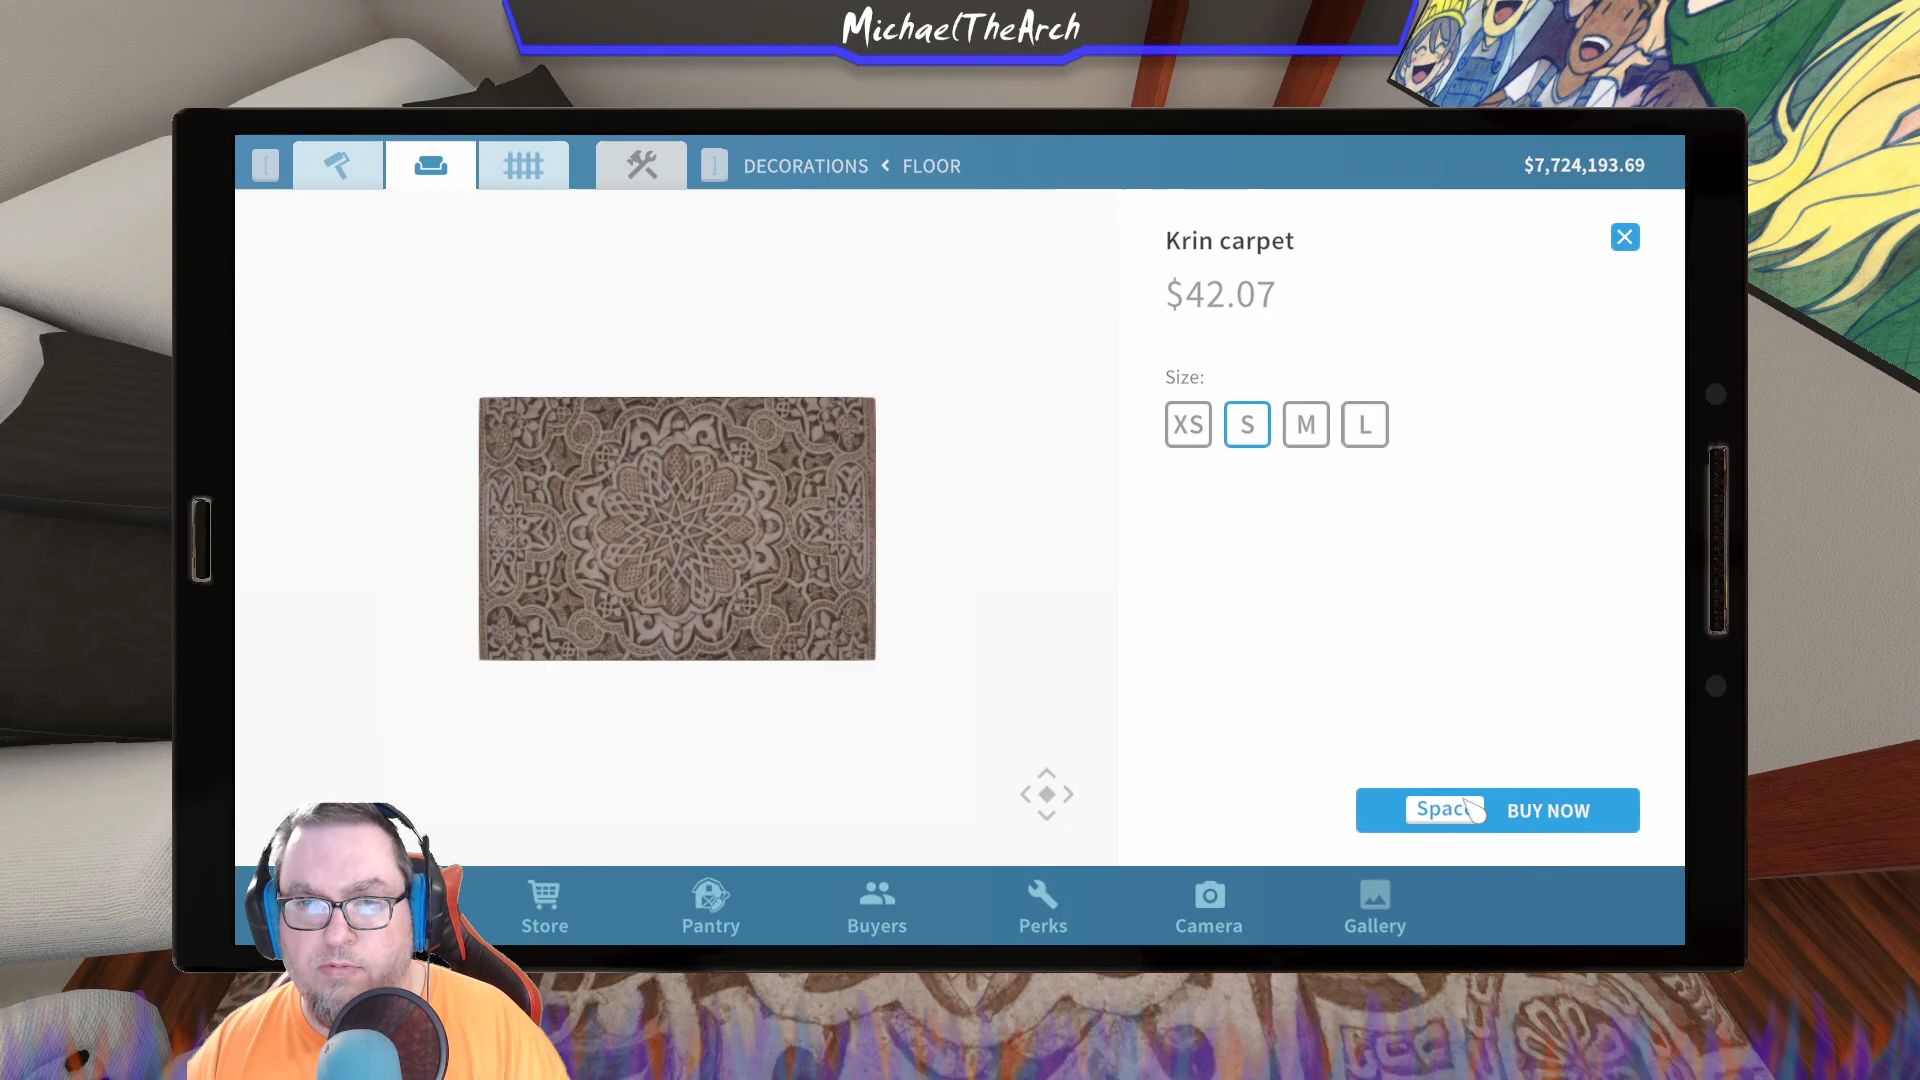 MichaelTheArch
[
]
DECORATIONS < FLOOR
$7,724,193.69
Krin carpet
$42.07
Size:
XS S M L
Space BUY NOW
Store
Pantry
Buyers
Perks
Camera
Gallery